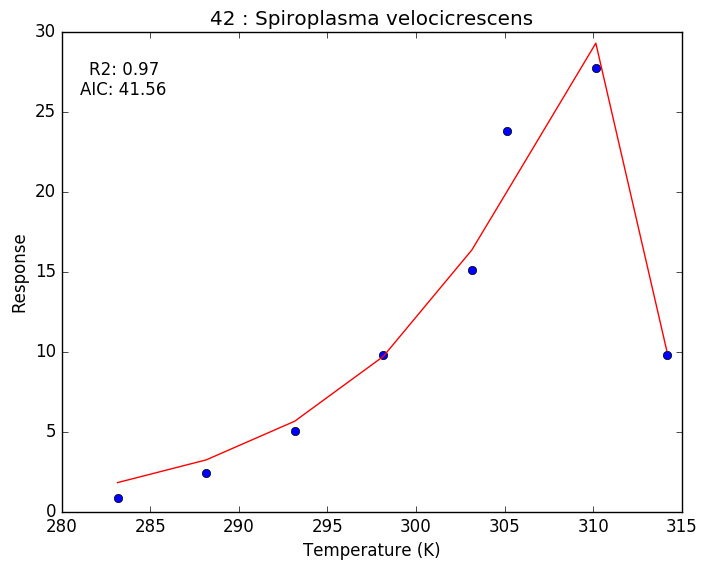 42 : Spiroplasma velocicrescens
R2: 0.97
AIC: 41.56
30
25
20
15
10
5
0
Response
280 285 290 295 300 305 310 315
Temperature (K)